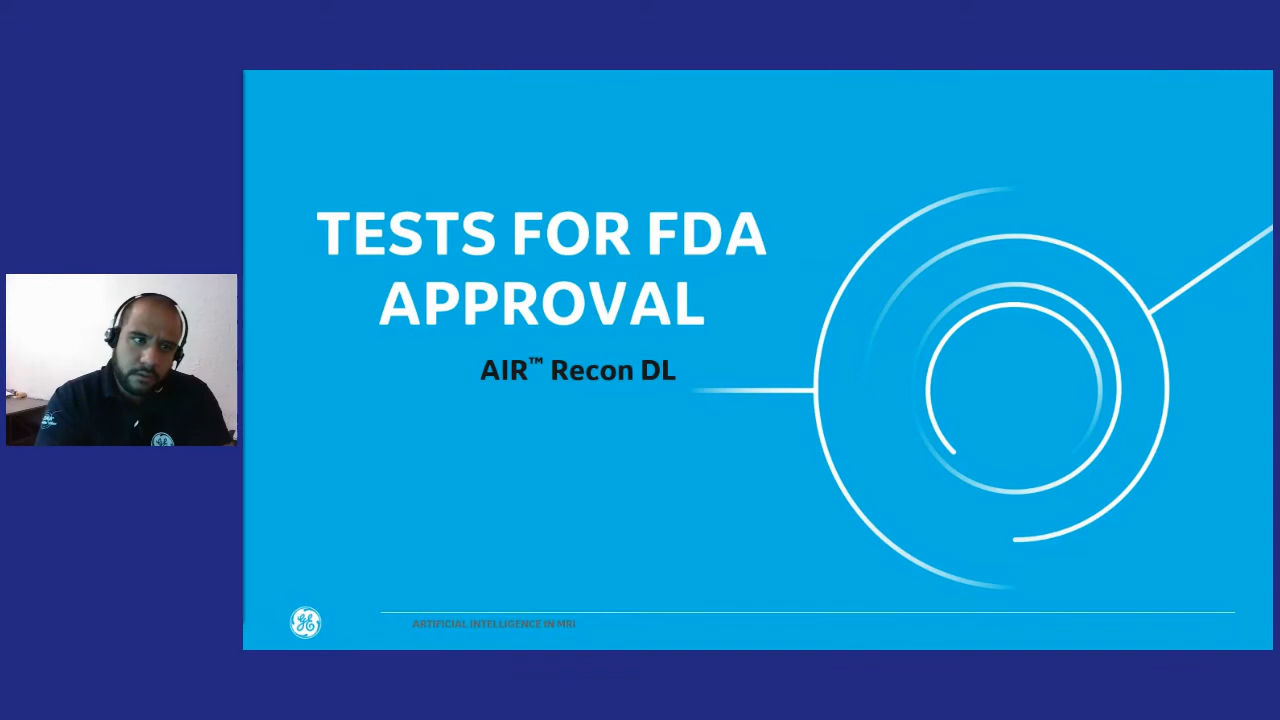 TESTS FOR FDA
APPROVAL
AIR™ Recon DL
ARTIFICIAL INTELLIGENCE IN MRI